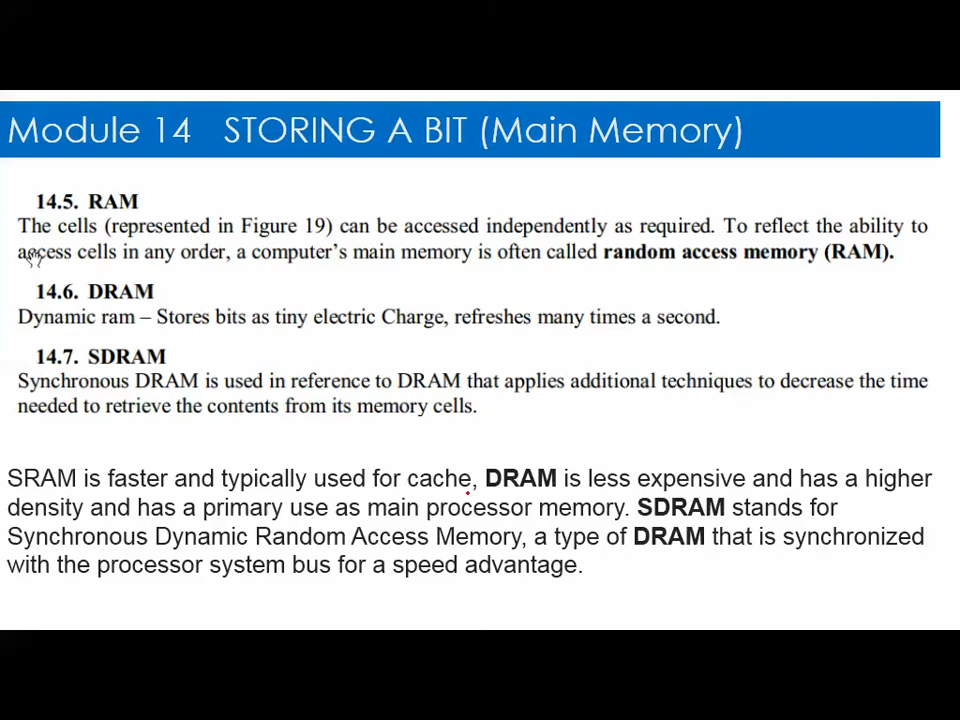 Module 14 STORING A BIT (Main Memory)
14.5. RAM
The cells (represented in Figure 19) can be accessed independently as required. To reflect the ability to
access cells in any order, a computer's main memory is often called random access memory (RAM).
14.6. DRAM
Dynamic ram – Stores bits as tiny electric Charge, refreshes many times a second.
14.7. SDRAM
Synchronous DRAM is used in reference to DRAM that applies additional techniques to decrease the time
needed to retrieve the contents from its memory cells.
SRAM is faster and typically used for cache, DRAM is less expensive and has a higher
density and has a primary use as main processor memory. SDRAM stands for
Synchronous Dynamic Random Access Memory, a type of DRAM that is synchronized
with the processor system bus for a speed advantage.